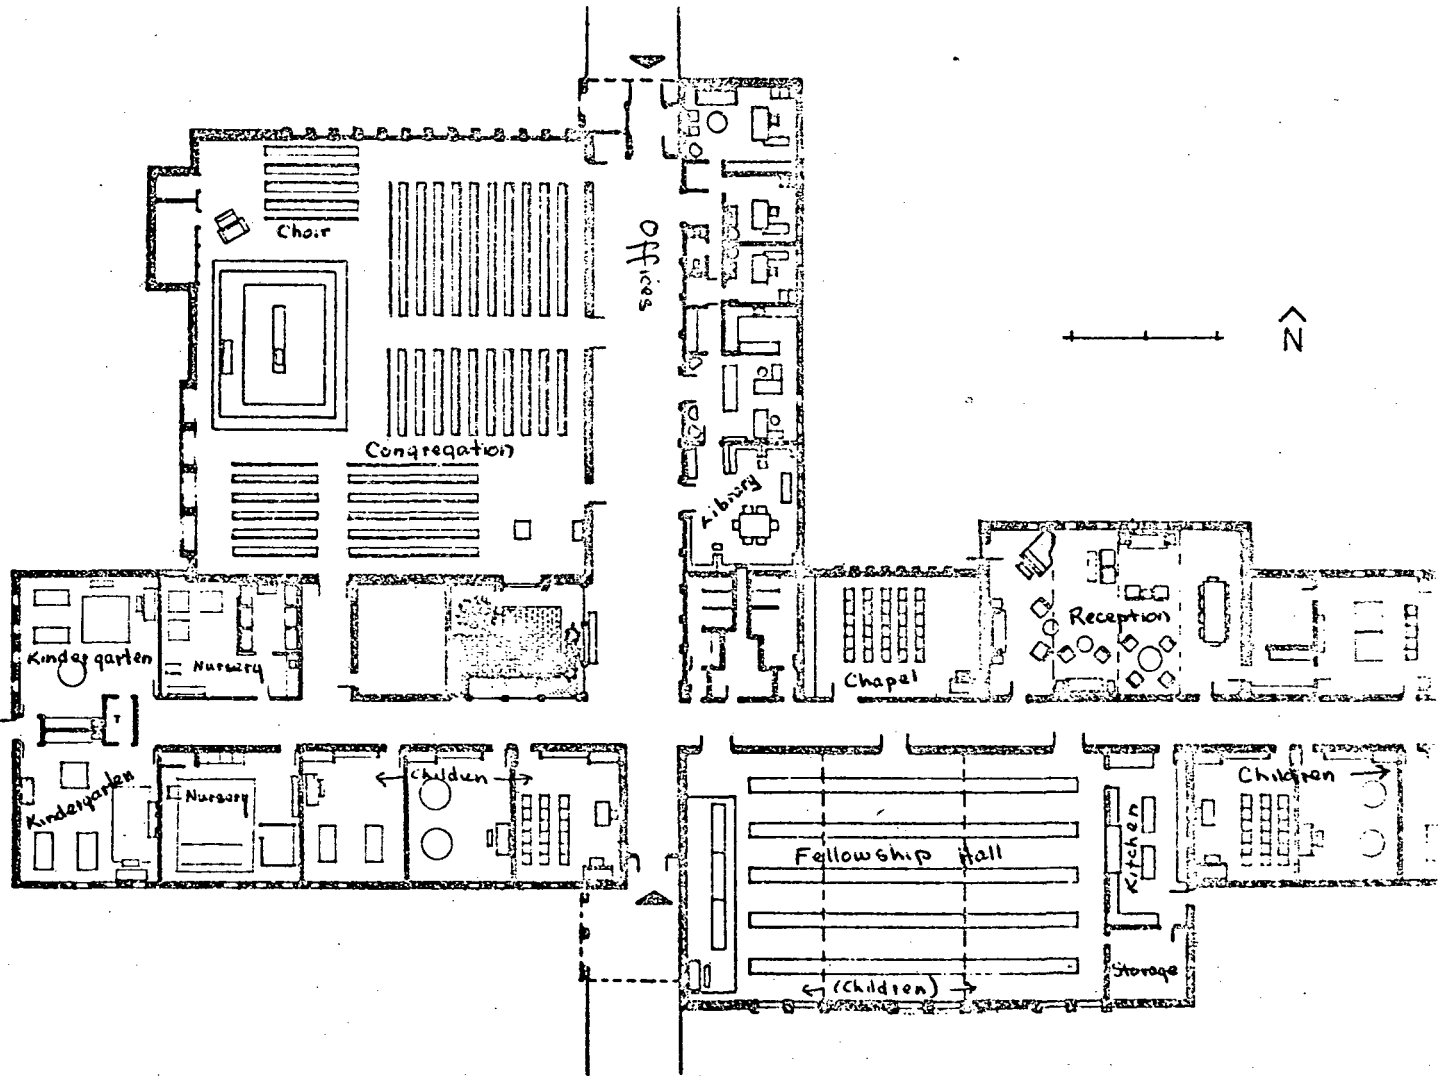 Choir
Offices
N
Congregation
Library
Reception
Kindergarten
Nursery
Chapel
T
Children
Children
Kindergarten
Nursery
Fellowship Hall
Kitchen
Storage
(Children)